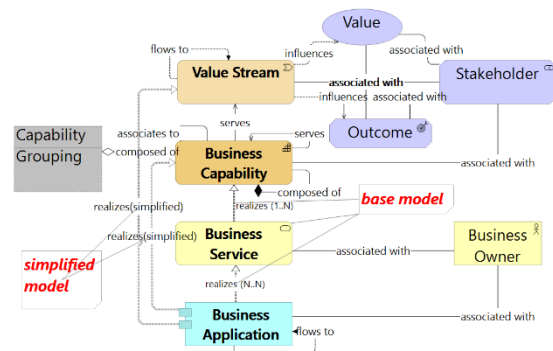 Value
flows to
influences
associated with
Value Stream
associated with
Stakeholder
influences
associated with
serves
Outcome
Capability
Grouping
associates to
serves
composed of
Business
Capability
associated with
composed of
realizes (1..N)
base model
realizes(simplified)
realizes(simplified)
Business
Service
associated with
Business
Owner
simplified
model
realizes (N..N)
Business
Application
associated with
flows to